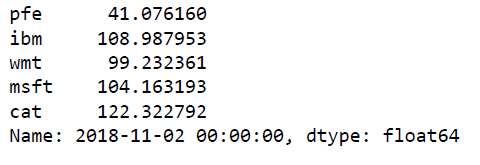 pfe      41.076160
ibm     108.987953
wmt      99.232361
msft    104.163193
cat     122.322792
Name: 2018-11-02 00:00:00, dtype: float64